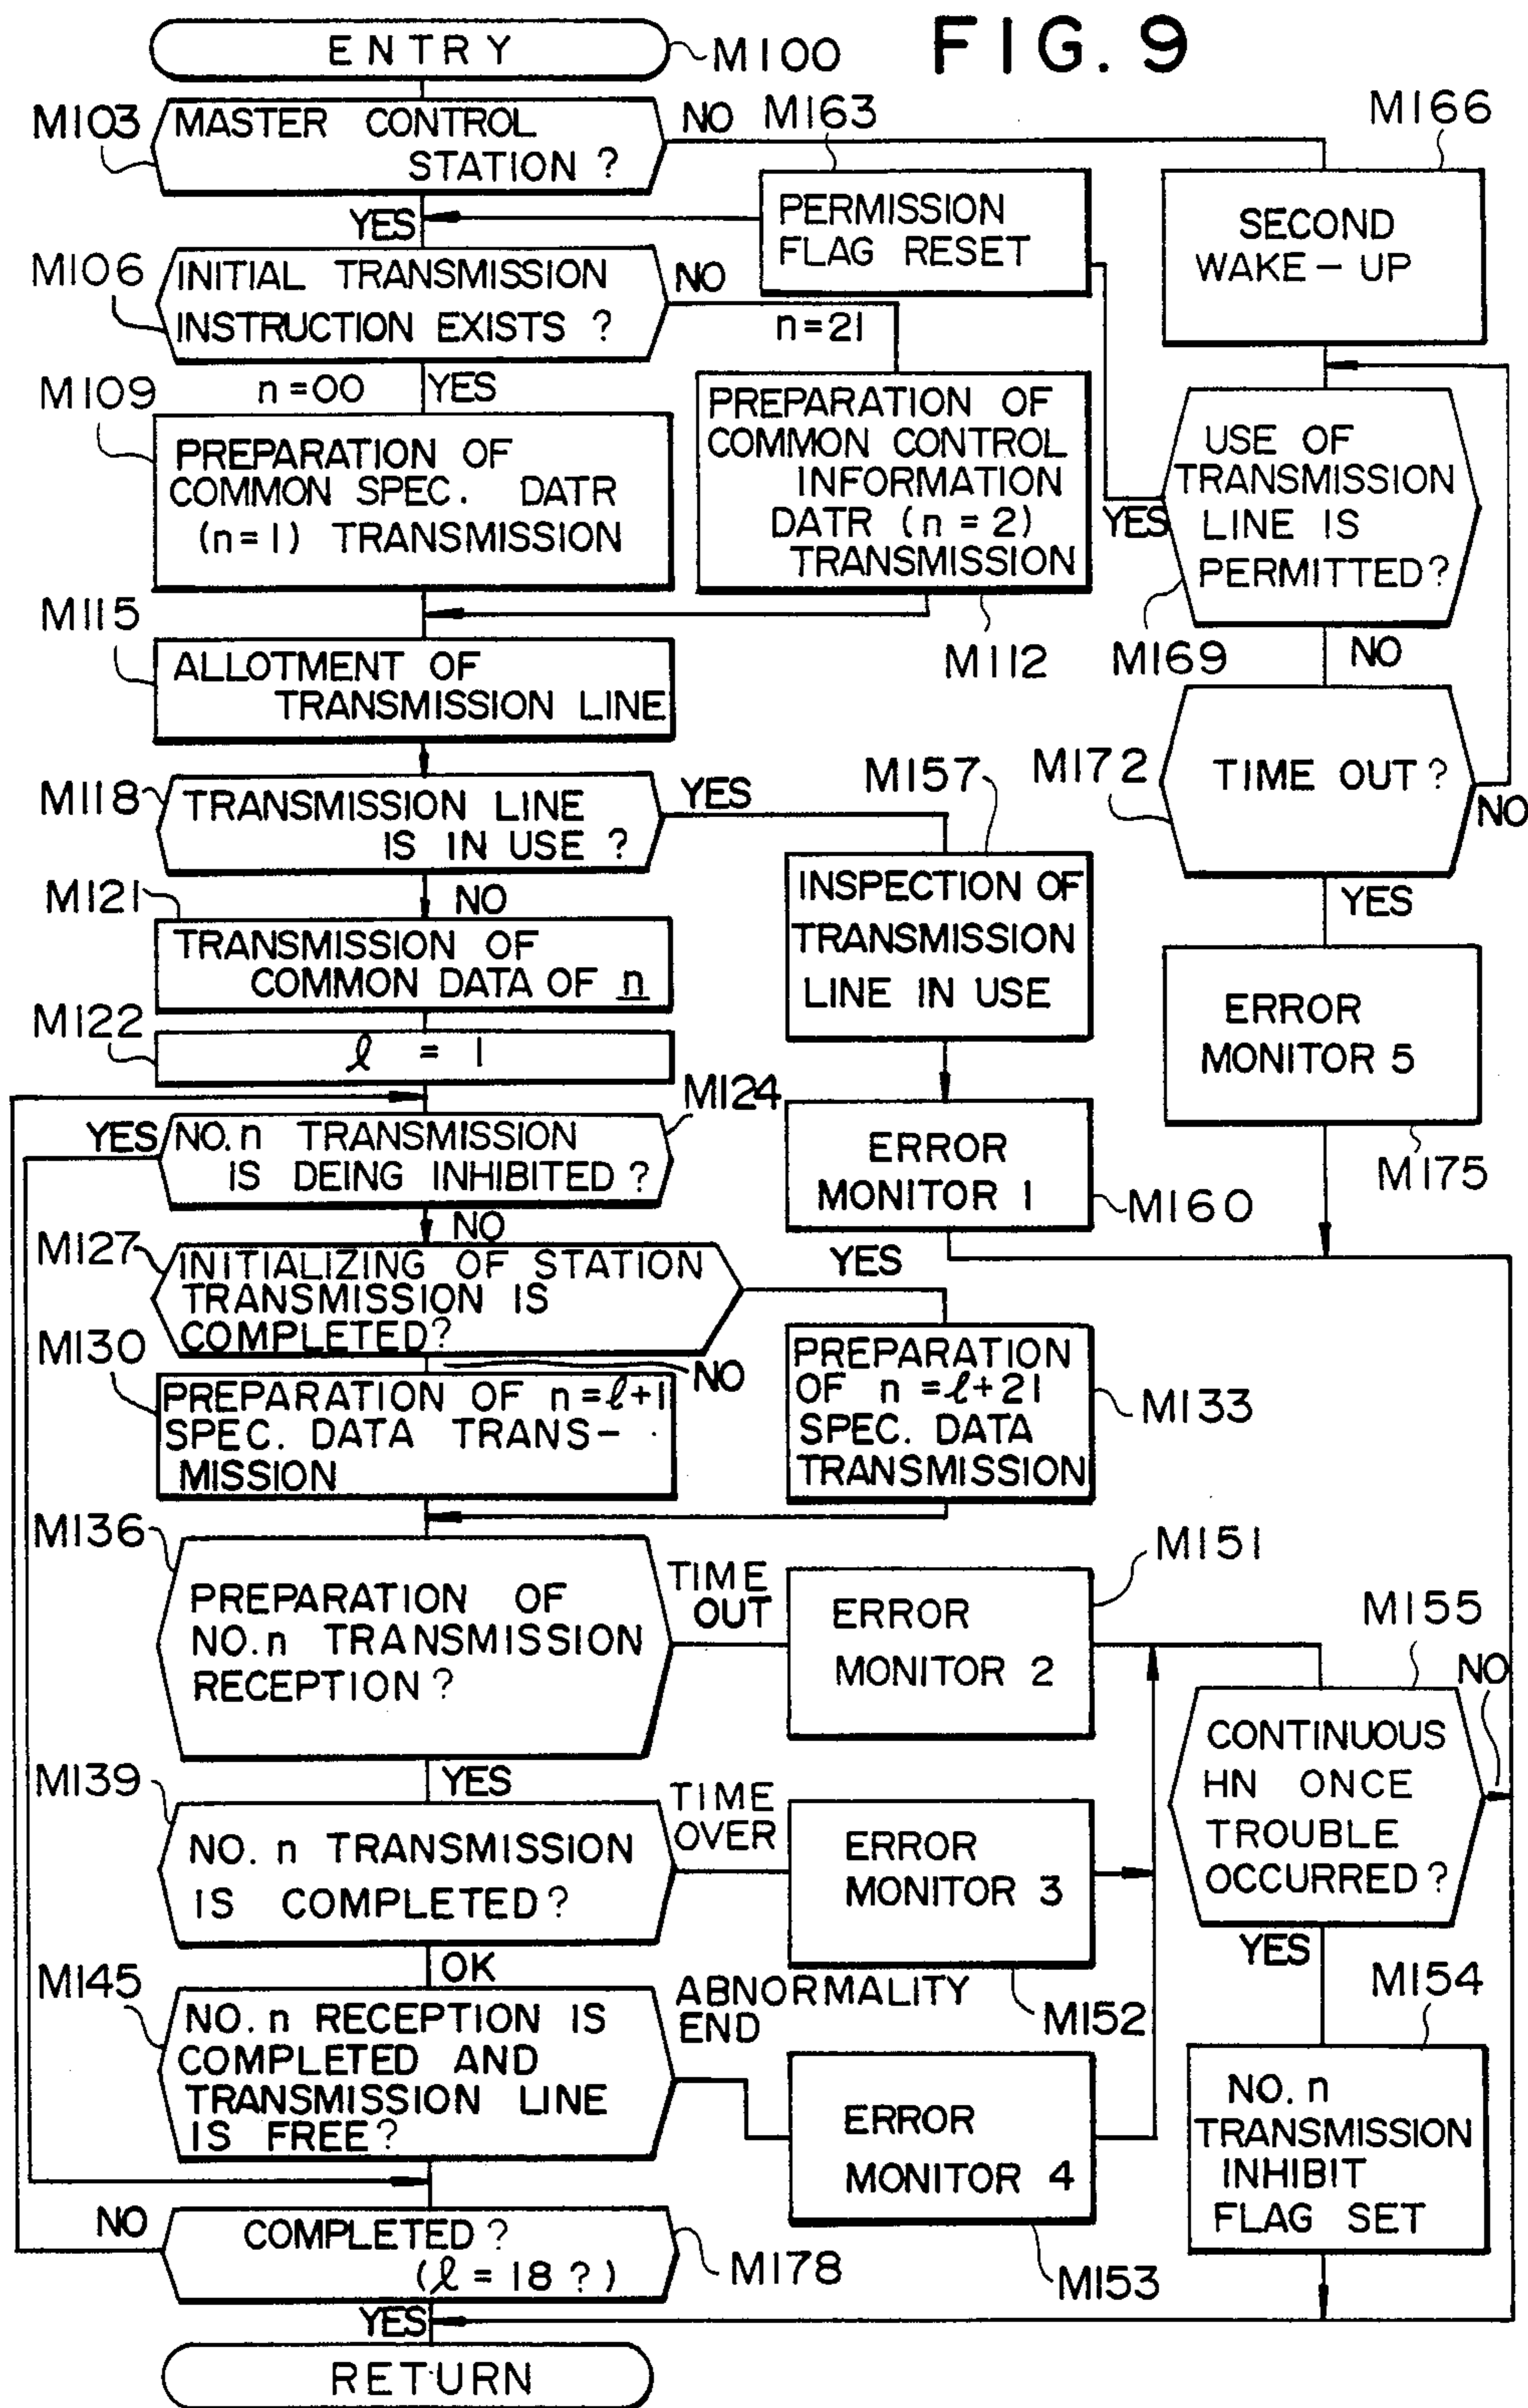 FIG. 9
ENTRY
M100
M103
MASTER CONTROL
STATION ?
NO
YES
M163
PERMISSION
FLAG RESET
M166
SECOND
WAKE-UP
M106
INITIAL TRANSMISSION
INSTRUCTION EXISTS ?
NO
n=21
n=00
YES
M109
PREPARATION OF
COMMON SPEC. DATR
(n=1) TRANSMISSION
PREPARATION OF
COMMON CONTROL
INFORMATION
DATR (n=2)
TRANSMISSION
M112
YES
USE OF
TRANSMISSION
LINE IS
PERMITTED?
M169
NO
M115
ALLOTMENT OF
TRANSMISSION LINE
M172
TIME OUT?
NO
YES
M118
TRANSMISSION LINE
IS IN USE ?
YES
NO
M157
INSPECTION OF
TRANSMISSION
LINE IN USE
M121
TRANSMISSION OF
COMMON DATA OF n
ERROR
MONITOR 5
M175
M122
ℓ = 1
M124
YES
NO. n TRANSMISSION
IS DEING INHIBITED ?
NO
ERROR
MONITOR 1
M160
M127
INITIALIZING OF STATION
TRANSMISSION IS
COMPLETED?
YES
NO
M130
PREPARATION OF n=ℓ+1
SPEC. DATA TRANS-
MISSION
PREPARATION
OF n=ℓ+21
SPEC. DATA
TRANSMISSION
M133
M136
PREPARATION OF
NO. n TRANSMISSION
RECEPTION?
TIME
OUT
YES
ERROR
MONITOR 2
M151
M155
CONTINUOUS
HN ONCE
TROUBLE
OCCURRED?
NO
YES
M139
NO. n TRANSMISSION
IS COMPLETED?
TIME
OVER
OK
ERROR
MONITOR 3
M152
M145
NO. n RECEPTION IS
COMPLETED AND
TRANSMISSION LINE
IS FREE?
ABNORMALITY
END
ERROR
MONITOR 4
M153
M154
NO. n
TRANSMISSION
INHIBIT
FLAG SET
NO
COMPLETED?
(ℓ = 18 ?)
M178
YES
RETURN